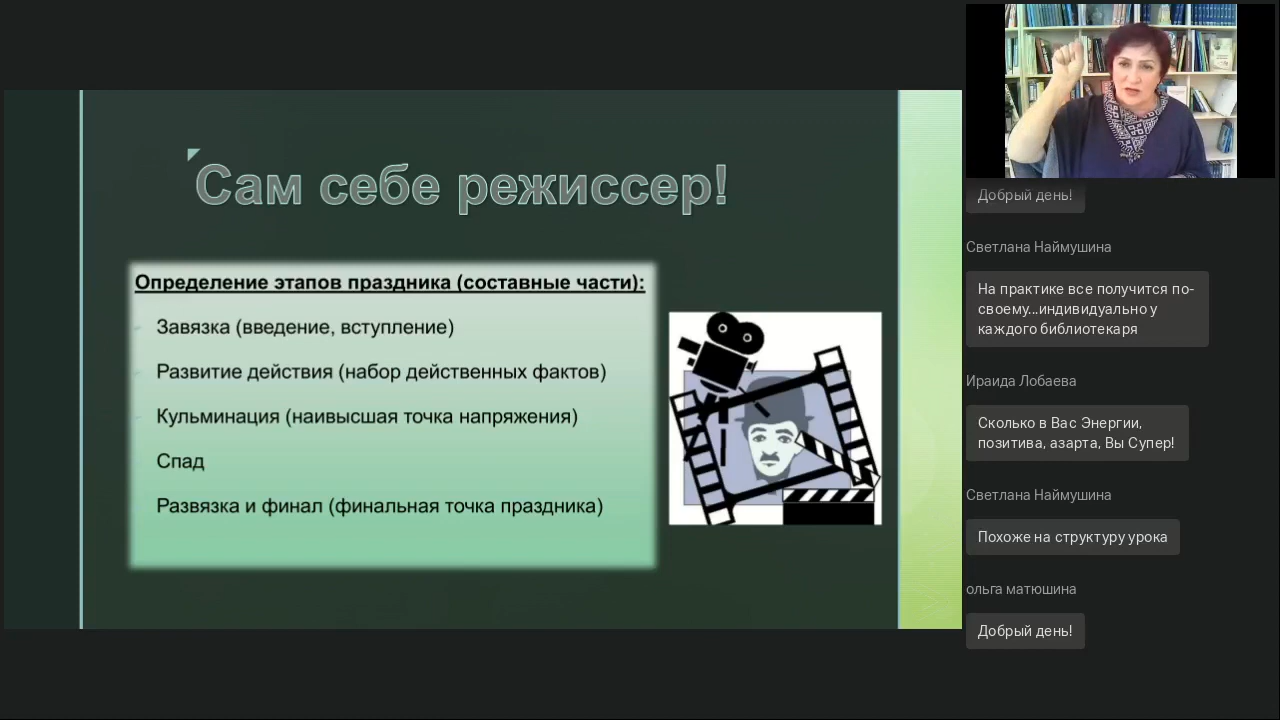 Сам себе режиссер!
Определение этапов праздника (составные части):
Завязка (введение, вступление)
Развитие действия (набор действенных фактов)
Кульминация (наивысшая точка напряжения)
Спад
Развязка и финал (финальная точка праздника)
Добрый день!
Светлана Наймушина
На практике все получится по-
своему...индивидуально у
каждого библиотекаря
Ираида Лобаева
Сколько в Вас Энергии,
позитива, азарта, Вы Супер!
Светлана Наймушина
Похоже на структуру урока
ольга матюшина
Добрый день!